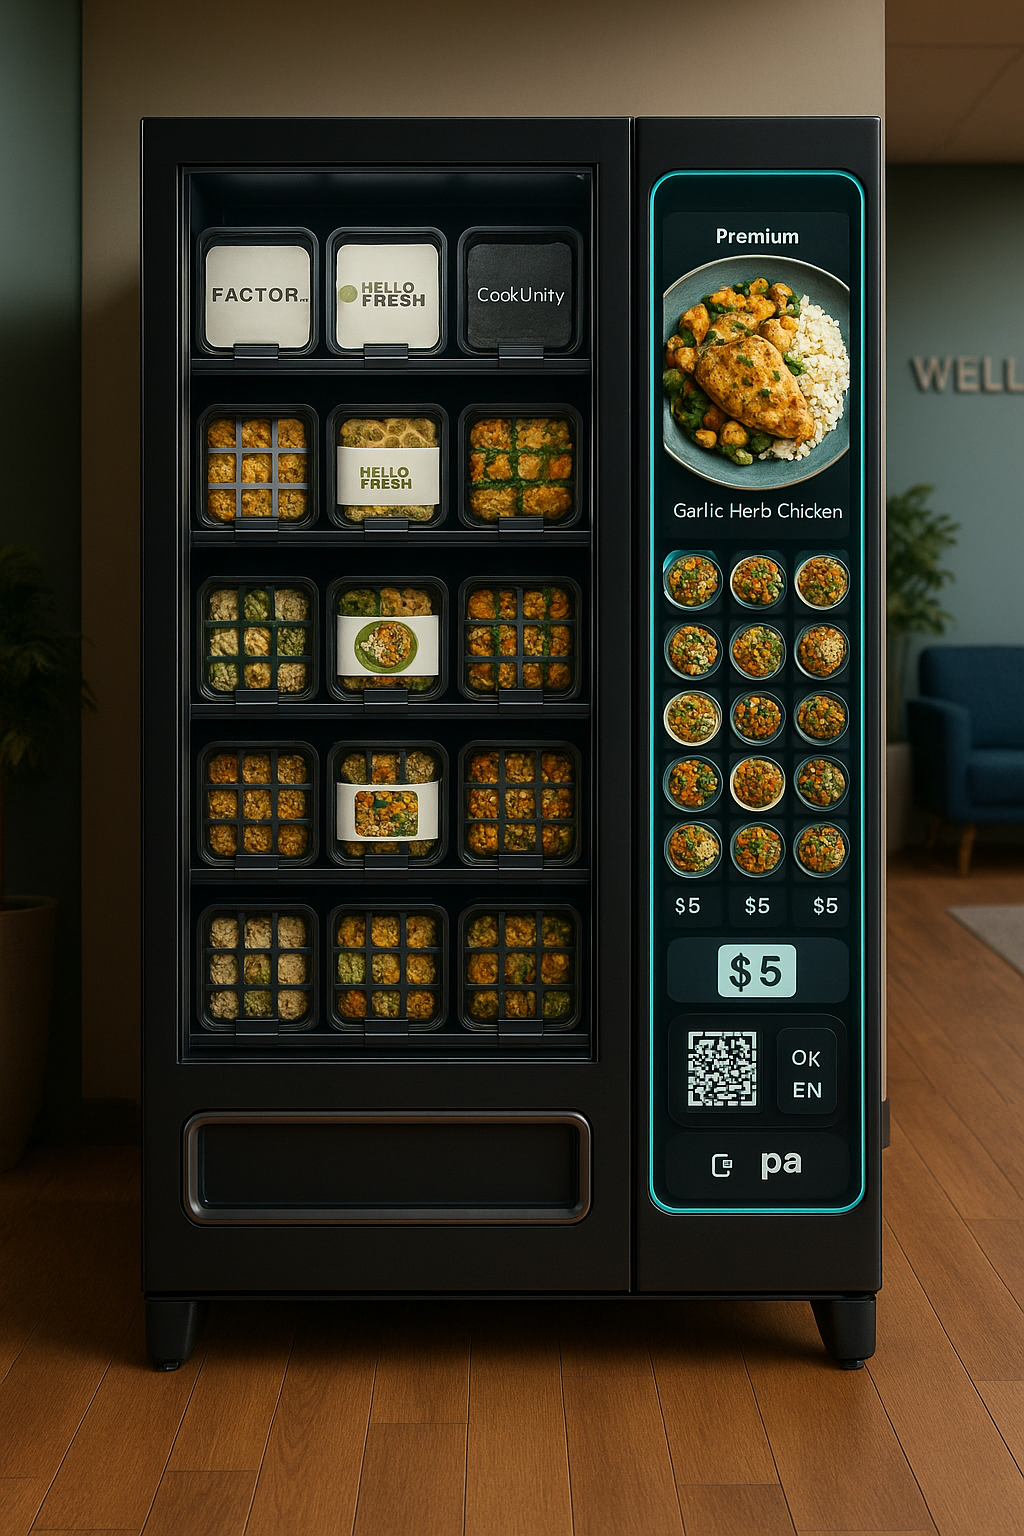 FACTOR
HELLO
FRESH
CookUnity
HELLO
FRESH
Premium
Garlic Herb Chicken
$5 $5 $5
$5
OK
EN
pa
WELL